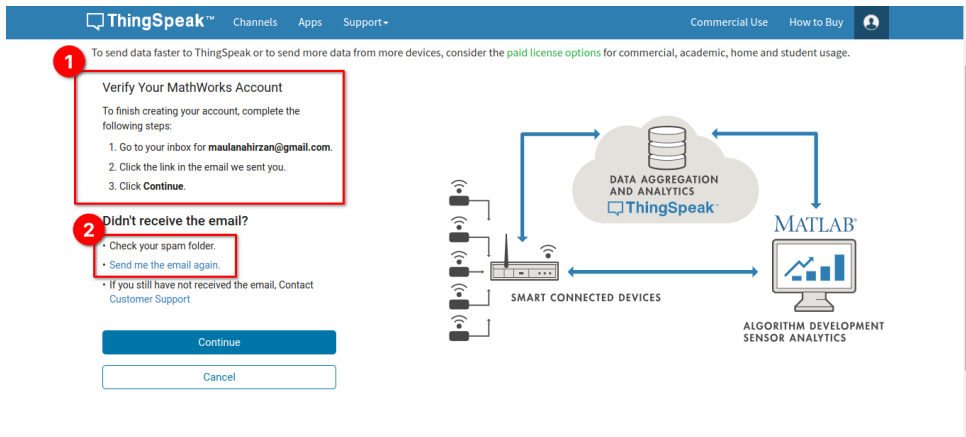 ThingSpeak™ Channels Apps Support Commercial Use How to Buy
To send data faster to ThingSpeak or to send more data from more devices, consider the paid license options for commercial, academic, home and student usage.
1
Verify Your MathWorks Account
To finish creating your account, complete the
following steps:
1. Go to your inbox for maulanahirzan@gmail.com.
2. Click the link in the email we sent you.
3. Click Continue.
2
Didn't receive the email?
• Check your spam folder.
• Send me the email again.
• If you still have not received the email, Contact
Customer Support
Continue
Cancel
DATA AGGREGATION
AND ANALYTICS
ThingSpeak™
SMART CONNECTED DEVICES
MATLAB®
ALGORITHM DEVELOPMENT
SENSOR ANALYTICS